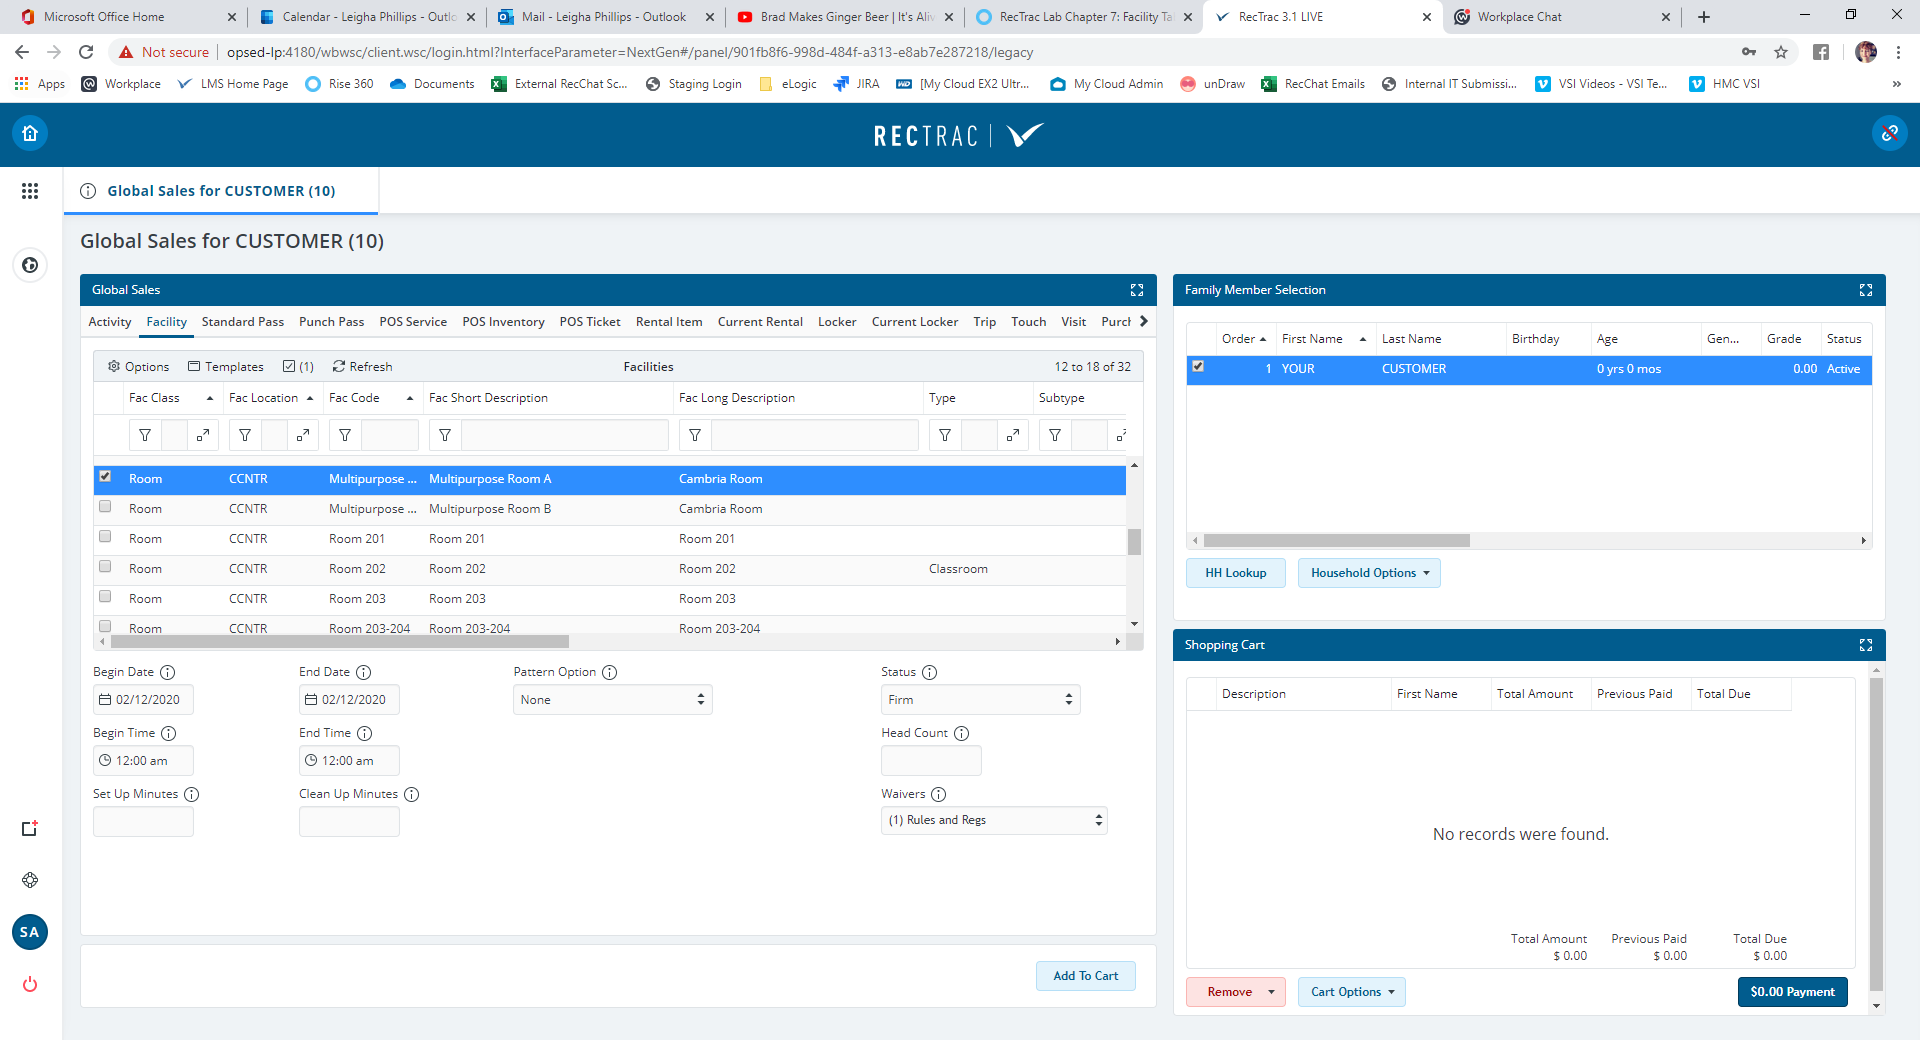 Microsoft Office Home
Calendar - Leigha Phillips - Outlo
Mail - Leigha Phillips - Outlook
Brad Makes Ginger Beer | It's Aliv
RecTrac Lab Chapter 7: Facility Ta
RecTrac 3.1 LIVE
Workplace Chat
Not secure
opsed-lp:4180/wbwsc/client.wsc/login.html?InterfaceParameter=NextGen#/panel/901fb8f6-998d-484f-a313-e8ab7e287218/legacy
Apps
Workplace
LMS Home Page
Rise 360
Documents
External RecChat Sc...
Staging Login
eLogic
JIRA
[My Cloud EX2 Ultr...
My Cloud Admin
unDraw
RecChat Emails
Internal IT Submissi...
VSI Videos - VSI Te...
HMC VSI
RECTRAC
Global Sales for CUSTOMER (10)
Global Sales for CUSTOMER (10)
Global Sales
Activity Facility Standard Pass Punch Pass POS Service POS Inventory POS Ticket Rental Item Current Rental Locker Current Locker Trip Touch Visit Purch
Options Templates (1) Refresh Facilities 12 to 18 of 32
Fac Class Fac Location Fac Code Fac Short Description Fac Long Description Type Subtype
Room CCNTR Multipurpose ... Multipurpose Room A Cambria Room
Room CCNTR Multipurpose ... Multipurpose Room B Cambria Room
Room CCNTR Room 201 Room 201 Room 201
Room CCNTR Room 202 Room 202 Room 202 Classroom
Room CCNTR Room 203 Room 203 Room 203
Room CCNTR Room 203-204 Room 203-204 Room 203-204
Begin Date End Date Pattern Option Status
02/12/2020 02/12/2020 None Firm
Begin Time End Time Head Count
12:00 am 12:00 am
Set Up Minutes Clean Up Minutes Waivers
(1) Rules and Regs
Add To Cart
Family Member Selection
Order First Name Last Name Birthday Age Gen... Grade Status
1 YOUR CUSTOMER 0 yrs 0 mos 0.00 Active
HH Lookup Household Options
Shopping Cart
Description First Name Total Amount Previous Paid Total Due
No records were found.
Total Amount Previous Paid Total Due
$ 0.00 $ 0.00 $ 0.00
Remove Cart Options $0.00 Payment
SA